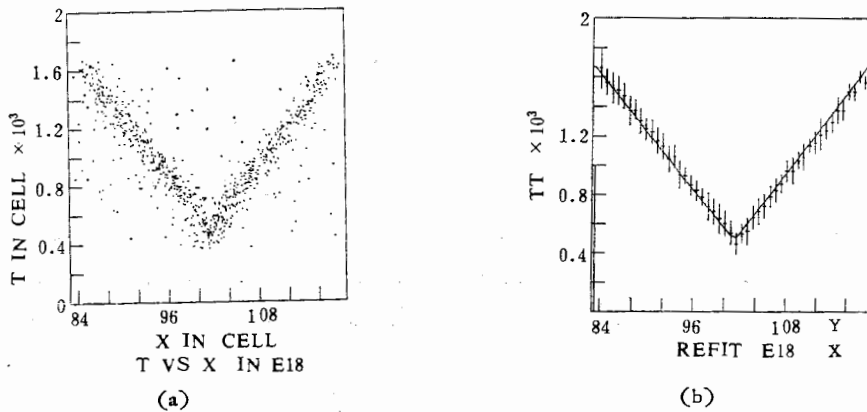 2
1.6
1.2
0.8
0.4
0
T IN CELL × 10³
84 96 108
X IN CELL
T VS X IN E18
(a)
2
1.2
0.8
0.4
TT × 10³
84 96 108 Y
REFIT E18 X
(b)